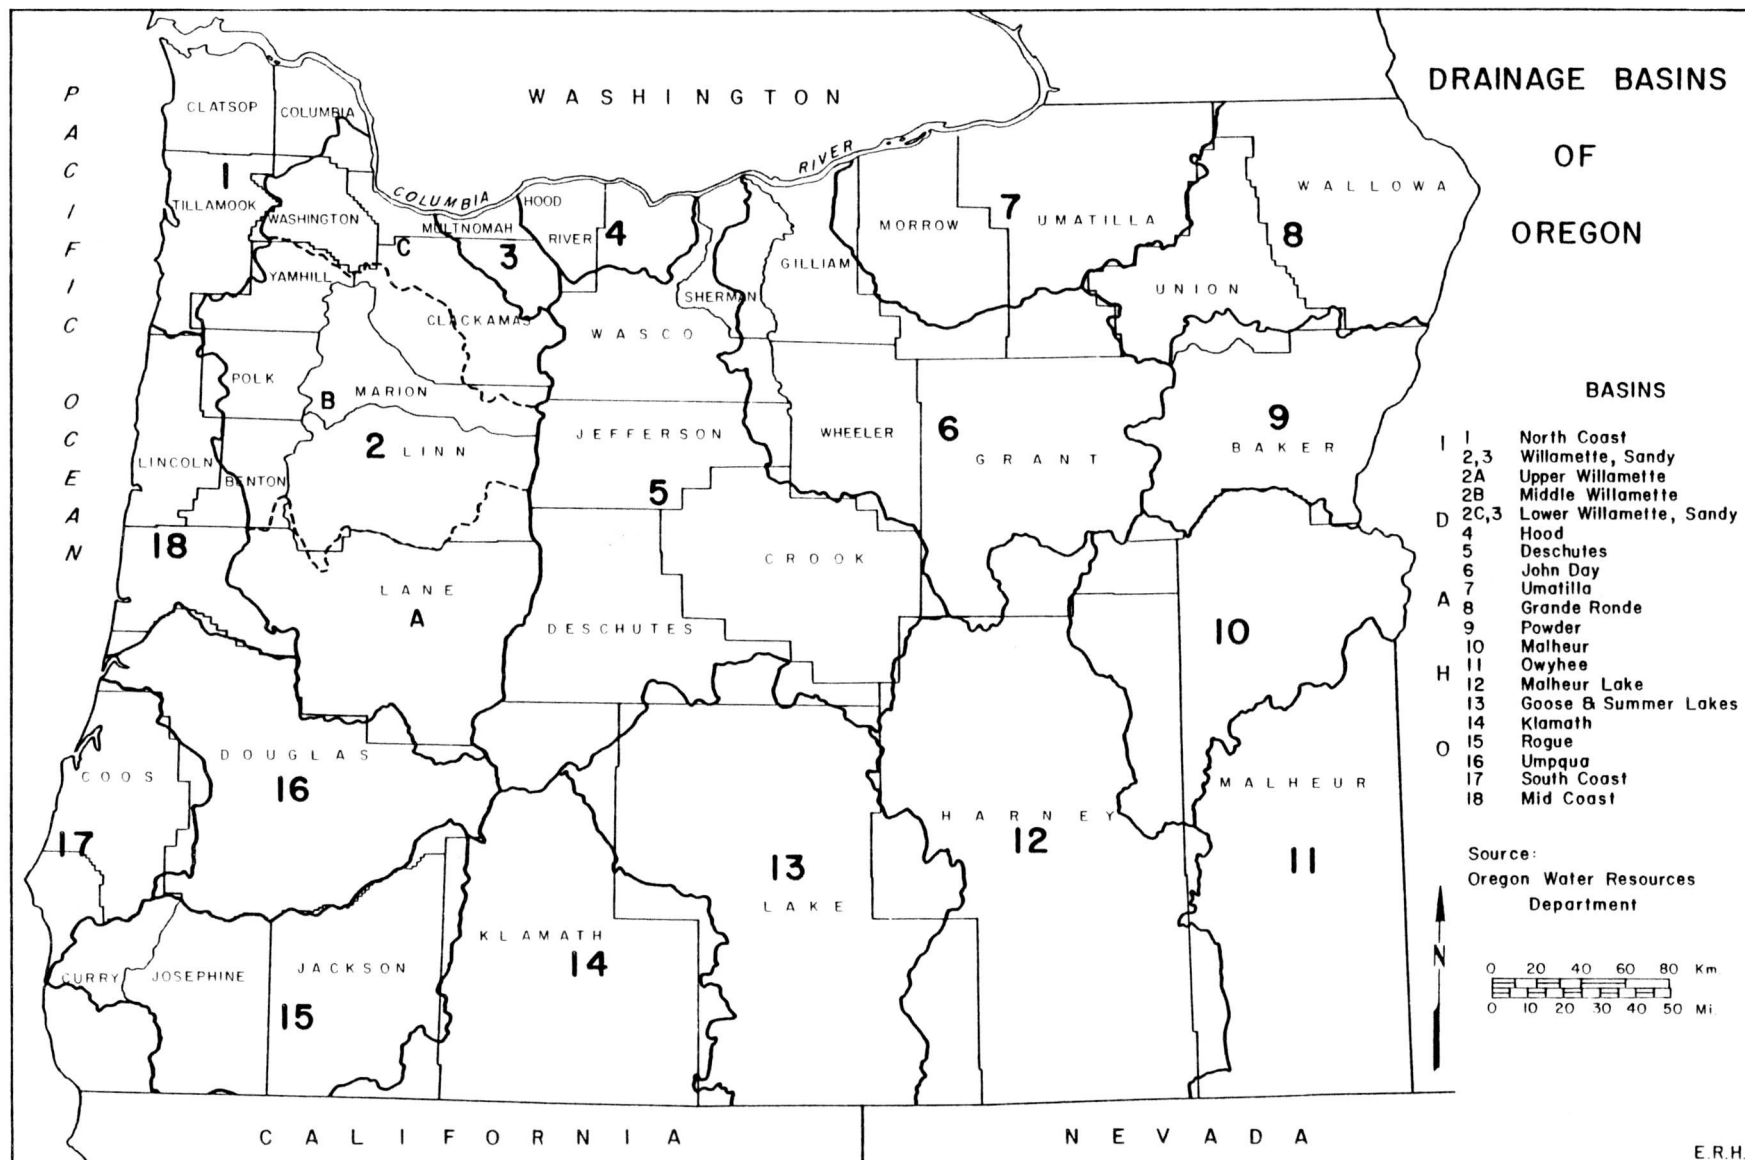 DRAINAGE BASINS
OF
OREGON
WASHINGTON
PACIFIC OCEAN
COLUMBIA RIVER
IDAHO
CALIFORNIA
NEVADA
CLATSOP
COLUMBIA
1
TILLAMOOK
WASHINGTON
C
MULTNOMAH
3
HOOD
RIVER
4
YAMHILL
CLACKAMAS
SHERMAN
WASCO
GILLIAM
MORROW
7
UMATILLA
8
WALLOWA
UNION
POLK
B
MARION
2
LINN
LINCOLN
BENTON
JEFFERSON
5
WHEELER
6
GRANT
9
BAKER
18
LANE
A
CROOK
DESCHUTES
10
COOS
DOUGLAS
16
17
HARNEY
12
MALHEUR
11
13
LAKE
KLAMATH
14
CURRY
JOSEPHINE
JACKSON
15
BASINS
1 North Coast
2,3 Willamette, Sandy
2A Upper Willamette
2B Middle Willamette
2C,3 Lower Willamette, Sandy
4 Hood
5 Deschutes
6 John Day
7 Umatilla
8 Grande Ronde
9 Powder
10 Malheur
11 Owyhee
12 Malheur Lake
13 Goose & Summer Lakes
14 Klamath
15 Rogue
16 Umpqua
17 South Coast
18 Mid Coast
Source:
Oregon Water Resources
Department
N
0 20 40 60 80 Km
0 10 20 30 40 50 Mi.
E.R.H.